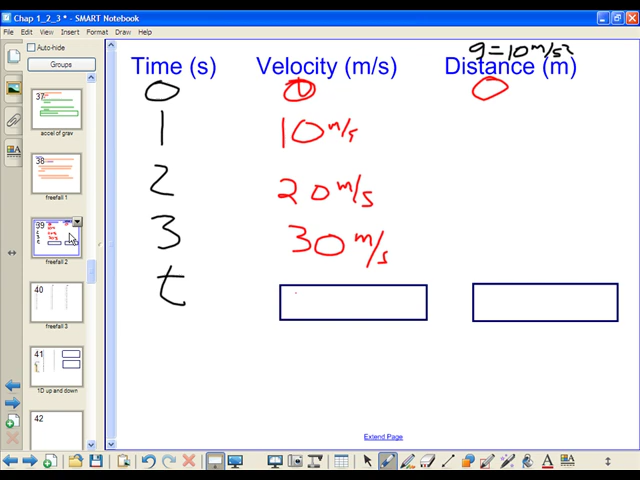 Chap 1_2_3 * - SMART Notebook
File Edit View Insert Format Draw Help
Auto-hide
Groups
37
accel of grav
38
freefall 1
39
freefall 2
40
freefall 3
41
1D up and down
42
g=10m/s2
Time (s) Velocity (m/s) Distance (m)
0 0 0
1 10 m/s
2 20 m/s
3 30 m/s
t
Extend Page